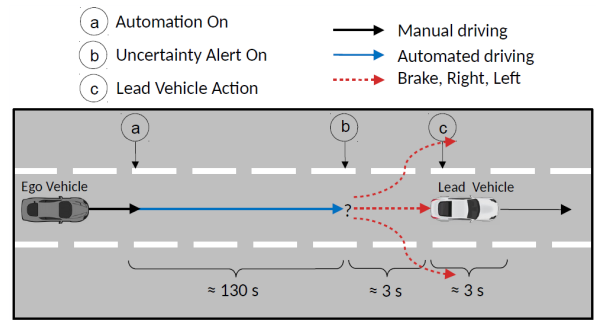 a Automation On
b Uncertainty Alert On
c Lead Vehicle Action
Manual driving
Automated driving
Brake, Right, Left
a
b
c
Ego Vehicle
Lead Vehicle
?
≈ 130 s
≈ 3 s
≈ 3 s